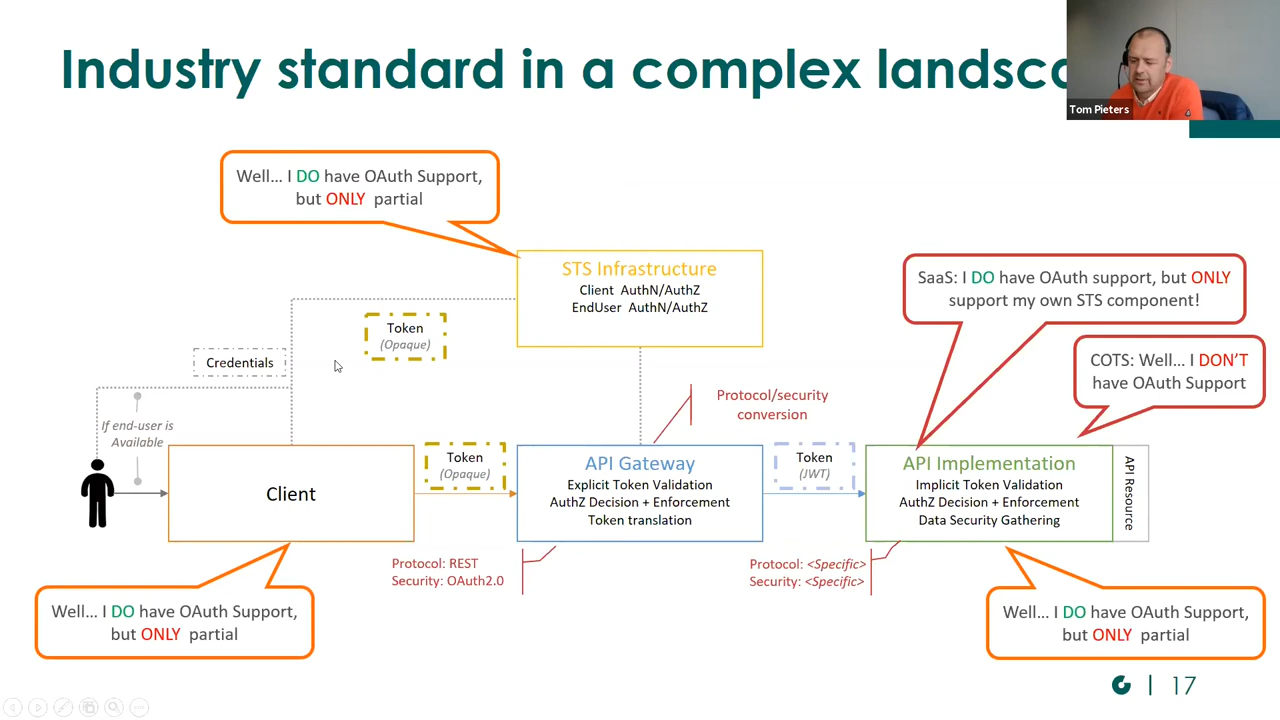 Industry standard in a complex landsca
Tom Pieters
Well... I DO have OAuth Support,
but ONLY partial
STS Infrastructure
Client AuthN/AuthZ
EndUser AuthN/AuthZ
SaaS: I DO have OAuth support, but ONLY
support my own STS component!
Token
(Opaque)
COTS: Well... I DON'T
have OAuth Support
Credentials
Protocol/security
conversion
If end-user is
Available
Client
Token
(Opaque)
API Gateway
Explicit Token Validation
AuthZ Decision + Enforcement
Token translation
Token
(JWT)
API Implementation
Implicit Token Validation
AuthZ Decision + Enforcement
Data Security Gathering
API Resource
Protocol: REST
Security: OAuth2.0
Protocol: <Specific>
Security: <Specific>
Well... I DO have OAuth Support,
but ONLY partial
Well... I DO have OAuth Support,
but ONLY partial
17